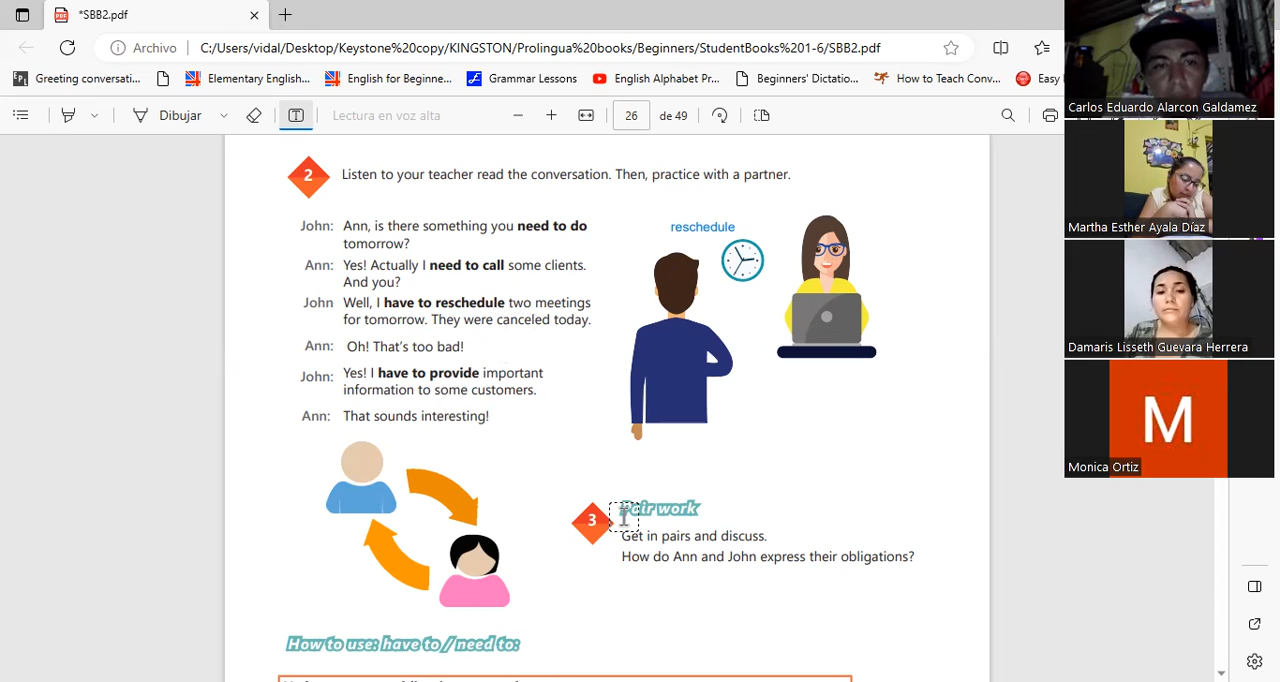 *SBB2.pdf
Archivo
C:/Users/vidal/Desktop/Keystone%20copy/KINGSTON/Prolingua%20books/Beginners/StudentBooks%201-6/SBB2.pdf
Greeting conversati...
Elementary English...
English for Beginne...
Grammar Lessons
English Alphabet Pr...
Beginners' Dictatio...
How to Teach Conv...
Easy
Dibujar
Lectura en voz alta
26
de 49
2
Listen to your teacher read the conversation. Then, practice with a partner.
John: Ann, is there something you need to do
tomorrow?
Ann: Yes! Actually I need to call some clients.
And you?
John Well, I have to reschedule two meetings
for tomorrow. They were canceled today.
Ann: Oh! That's too bad!
John: Yes! I have to provide important
information to some customers.
Ann: That sounds interesting!
reschedule
3
Pair work
Get in pairs and discuss.
How do Ann and John express their obligations?
How to use: have to / need to:
Carlos Eduardo Alarcon Galdamez
Martha Esther Ayala Díaz
Damaris Lisseth Guevara Herrera
M
Monica Ortiz